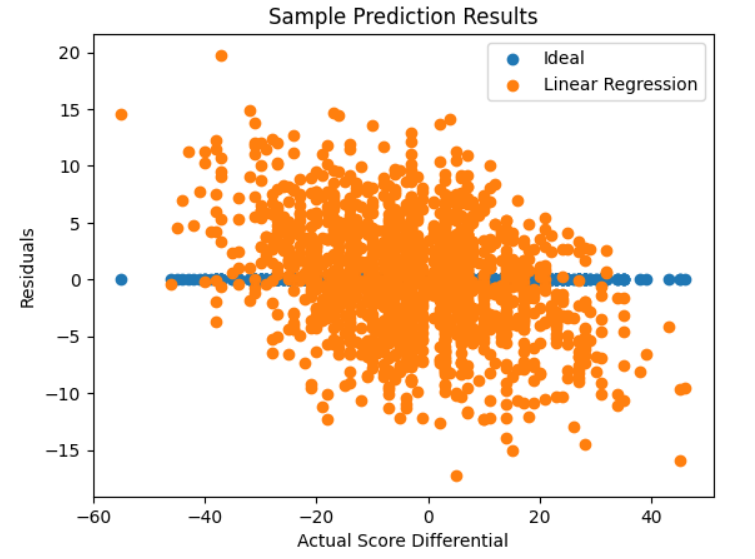 Sample Prediction Results
Ideal
Linear Regression
20
15
10
5
0
−5
−10
−15
Residuals
−60
−40
−20
0
20
40
Actual Score Differential